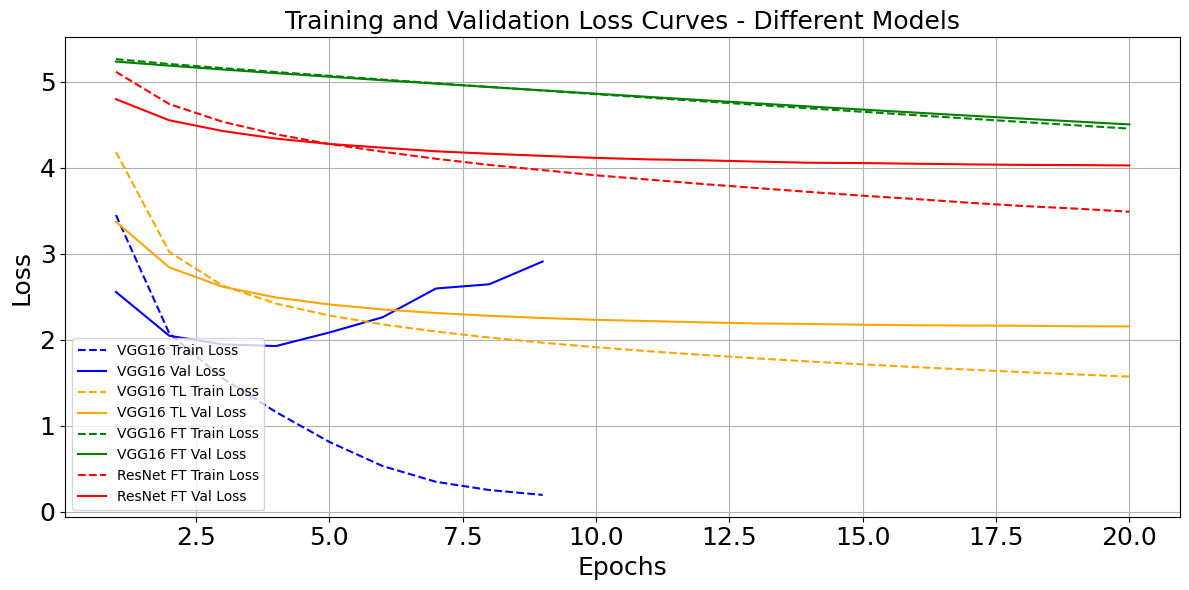 Training and Validation Loss Curves - Different Models
Loss
5
4
3
2
1
0
VGG16 Train Loss
VGG16 Val Loss
VGG16 TL Train Loss
VGG16 TL Val Loss
VGG16 FT Train Loss
VGG16 FT Val Loss
ResNet FT Train Loss
ResNet FT Val Loss
2.5 5.0 7.5 10.0 12.5 15.0 17.5 20.0
Epochs